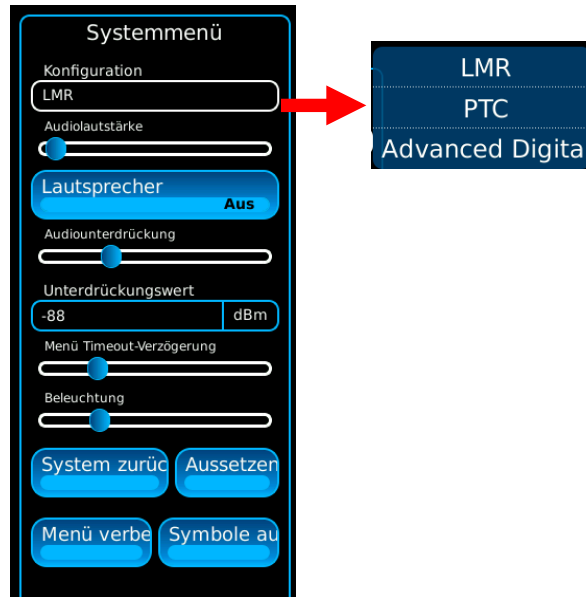 Systemmenü
Konfiguration
LMR
Audiolautstärke
Lautsprecher
Aus
Audiounterdrückung
Unterdrückungswert
-88 dBm
Menü Timeout-Verzögerung
Beleuchtung
System zurüc Aussetzen
Menü verbe Symbole au
LMR
PTC
Advanced Digita